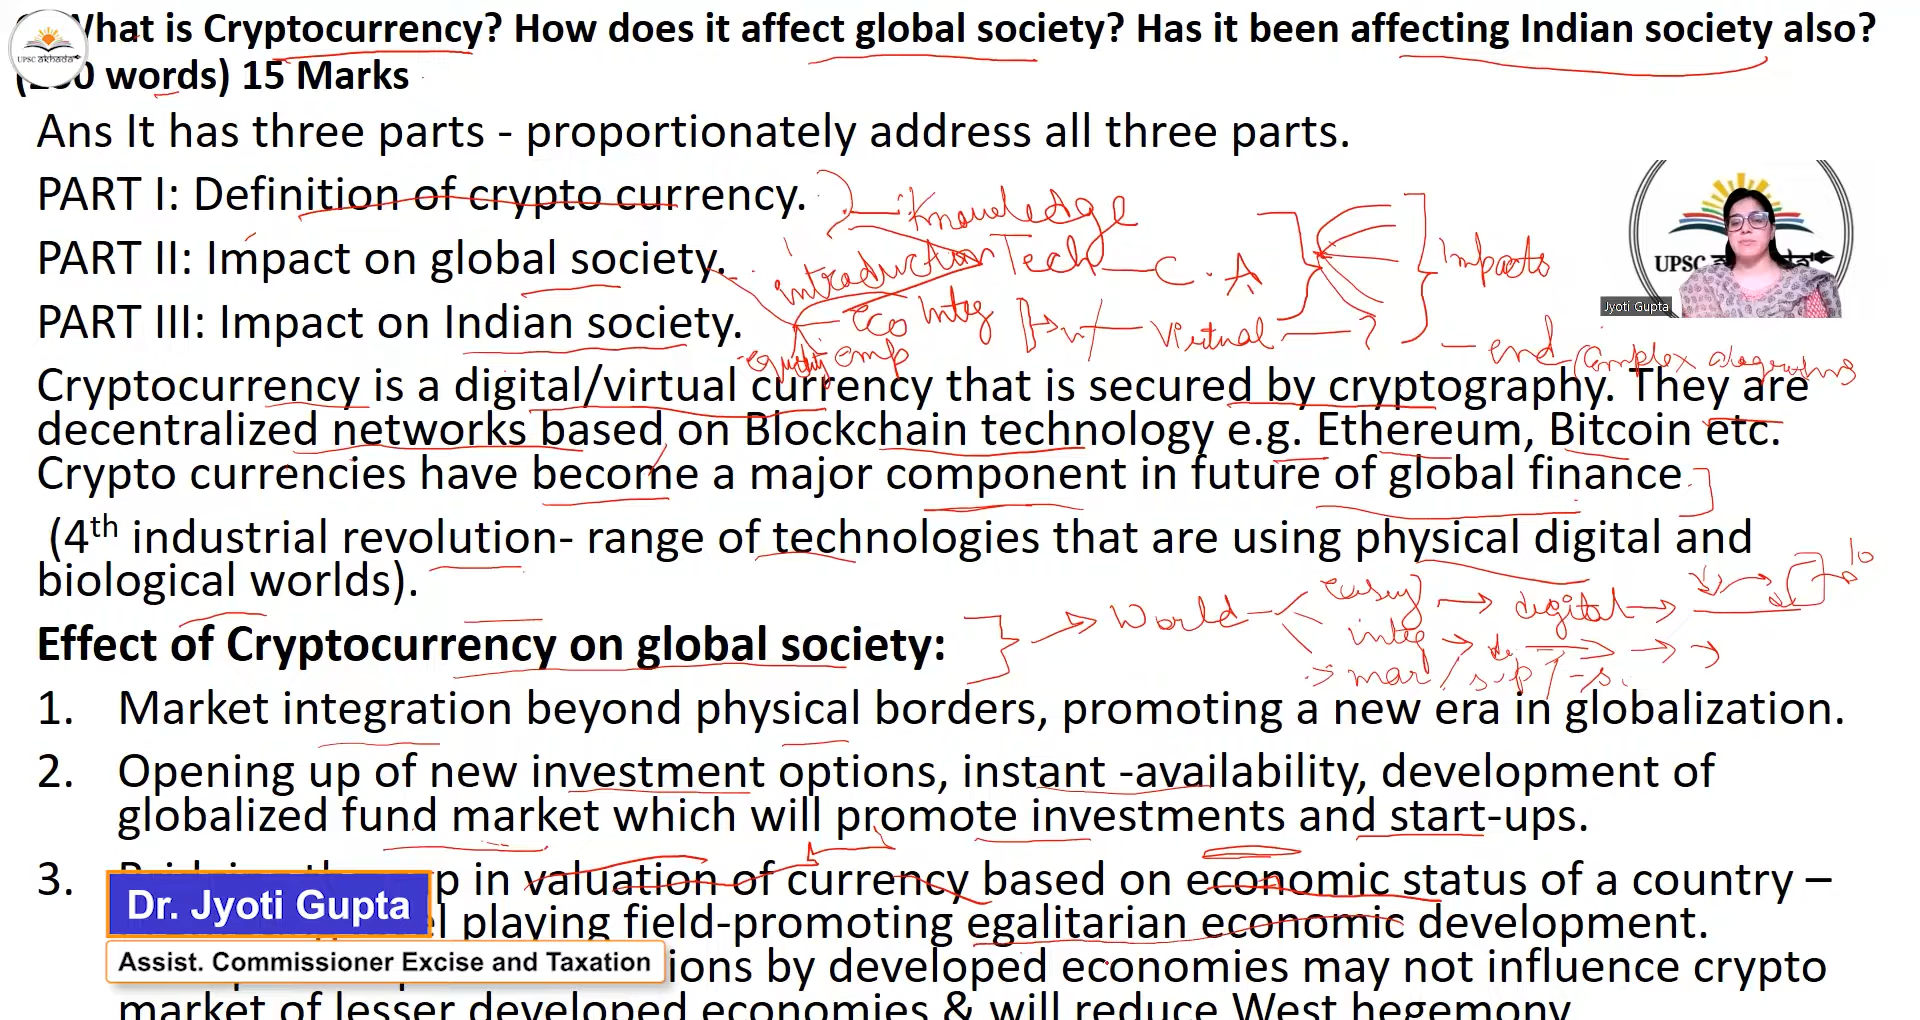 What is Cryptocurrency? How does it affect global society? Has it been affecting Indian society also?
0 words) 15 Marks
UPSC akhada
Ans It has three parts - proportionately address all three parts.
PART I: Definition of crypto currency.
Knowledge
PART II: Impact on global society.
introduction Tech - C.A
Impacts
UPSC
Jyoti Gupta
PART III: Impact on Indian society.
eco integ
Virtual
equity emp
end Complex
Cryptocurrency is a digital/virtual currency that is secured by cryptography. They are
decentralized networks based on Blockchain technology e.g. Ethereum, Bitcoin etc.
Crypto currencies have become a major component in future of global finance
(4th industrial revolution- range of technologies that are using physical digital and
biological worlds).
easy digital
World
integ
Effect of Cryptocurrency on global society:
1. Market integration beyond physical borders, promoting a new era in globalization.
2. Opening up of new investment options, instant -availability, development of
globalized fund market which will promote investments and start-ups.
3. in valuation of currency based on economic status of a country –
playing field-promoting egalitarian economic development.
Dr. Jyoti Gupta
Assist. Commissioner Excise and Taxation
by developed economies may not influence crypto
market of lesser developed economies & will reduce West hegemony